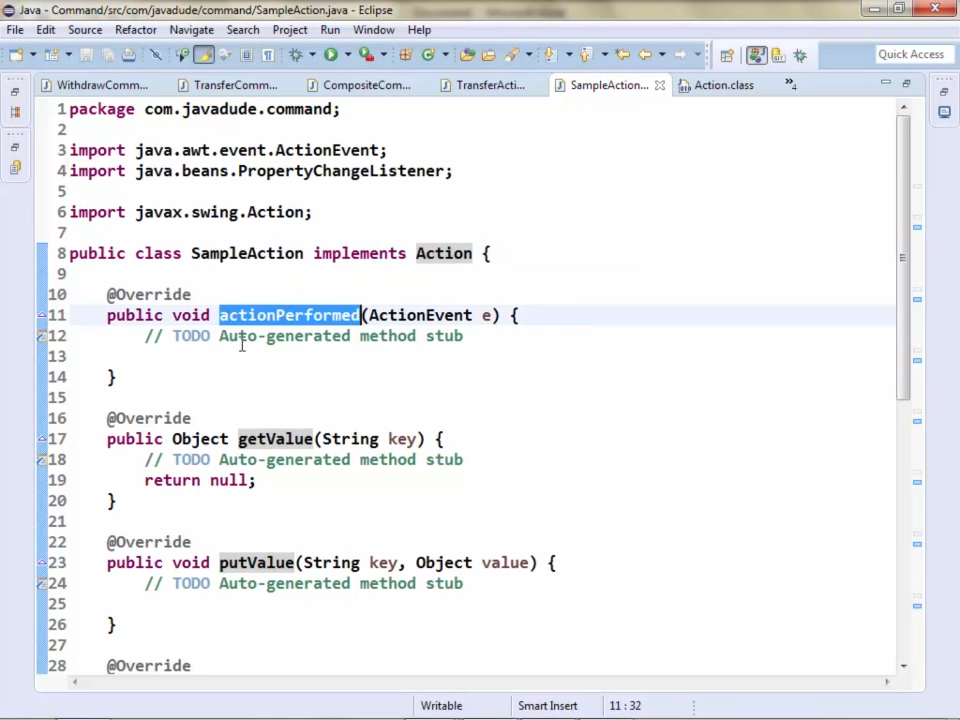 Java - Command/src/com/javadude/command/SampleAction.java - Eclipse
File Edit Source Refactor Navigate Search Project Run Window Help
Quick Access
WithdrawComm... TransferComm... CompositeCom... TransferActi... SampleAction... Action.class »4
1 package com.javadude.command;
2
3 import java.awt.event.ActionEvent;
4 import java.beans.PropertyChangeListener;
5
6 import javax.swing.Action;
7
8 public class SampleAction implements Action {
9
10 @Override
11 public void actionPerformed(ActionEvent e) {
12 // TODO Auto-generated method stub
13
14 }
15
16 @Override
17 public Object getValue(String key) {
18 // TODO Auto-generated method stub
19 return null;
20 }
21
22 @Override
23 public void putValue(String key, Object value) {
24 // TODO Auto-generated method stub
25
26 }
27
28 @Override
Writable Smart Insert 11 : 32